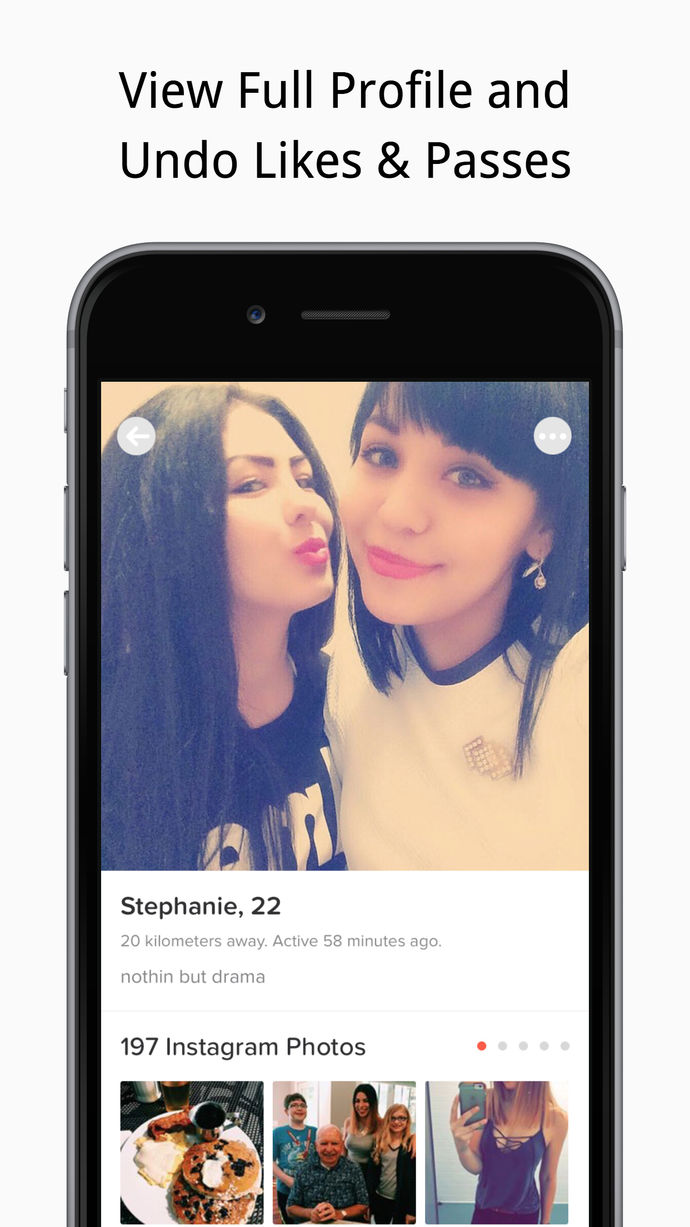 View Full Profile and
Undo Likes & Passes
Stephanie, 22
20 kilometers away. Active 58 minutes ago.
nothin but drama
197 Instagram Photos